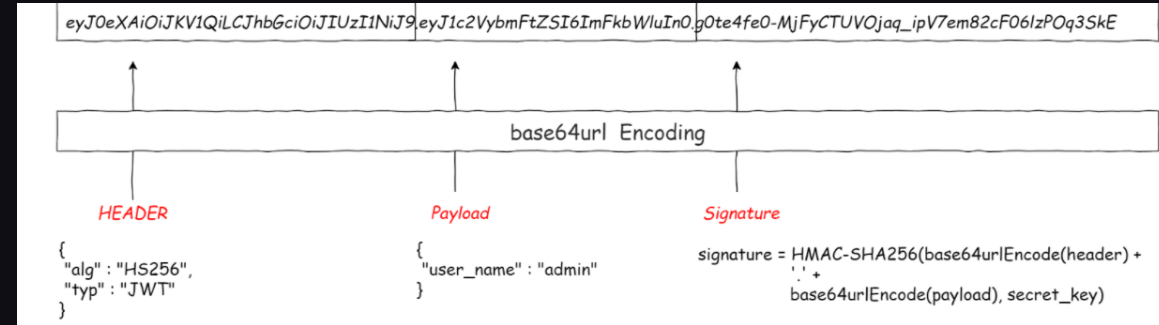 eyJ0eXAiOiJKV1QiLCJhbGciOiJIUzI1NiJ9.eyJ1c2VybmFtZSI6ImFkbWluIn0.g0te4fe0-MjFyCTUVOjaq_ipV7em82cF06lzPOq3SkE
base64url Encoding
HEADER
{
"alg" : "HS256",
"typ" : "JWT"
}
Payload
{
"user_name" : "admin"
}
Signature
signature = HMAC-SHA256(base64urlEncode(header) +
'.' +
base64urlEncode(payload), secret_key)